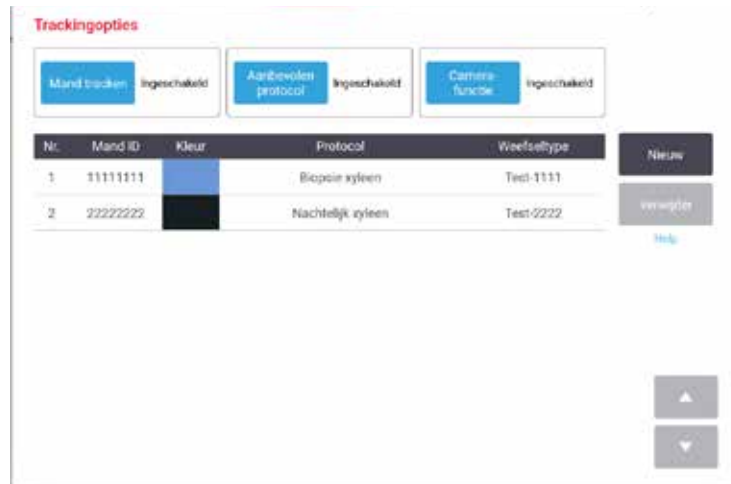 Trackingopties
Mand tracken Ingeschakeld
Aanbevolen protocol Ingeschakeld
Camera-functie Ingeschakeld
Nr. Mand ID Kleur Protocol Weefseltype
1 11111111 Biopsie xyleen Test-1111
2 22222222 Nachtelijk xyleen Test-2222
Nieuw
Verwijder
Help